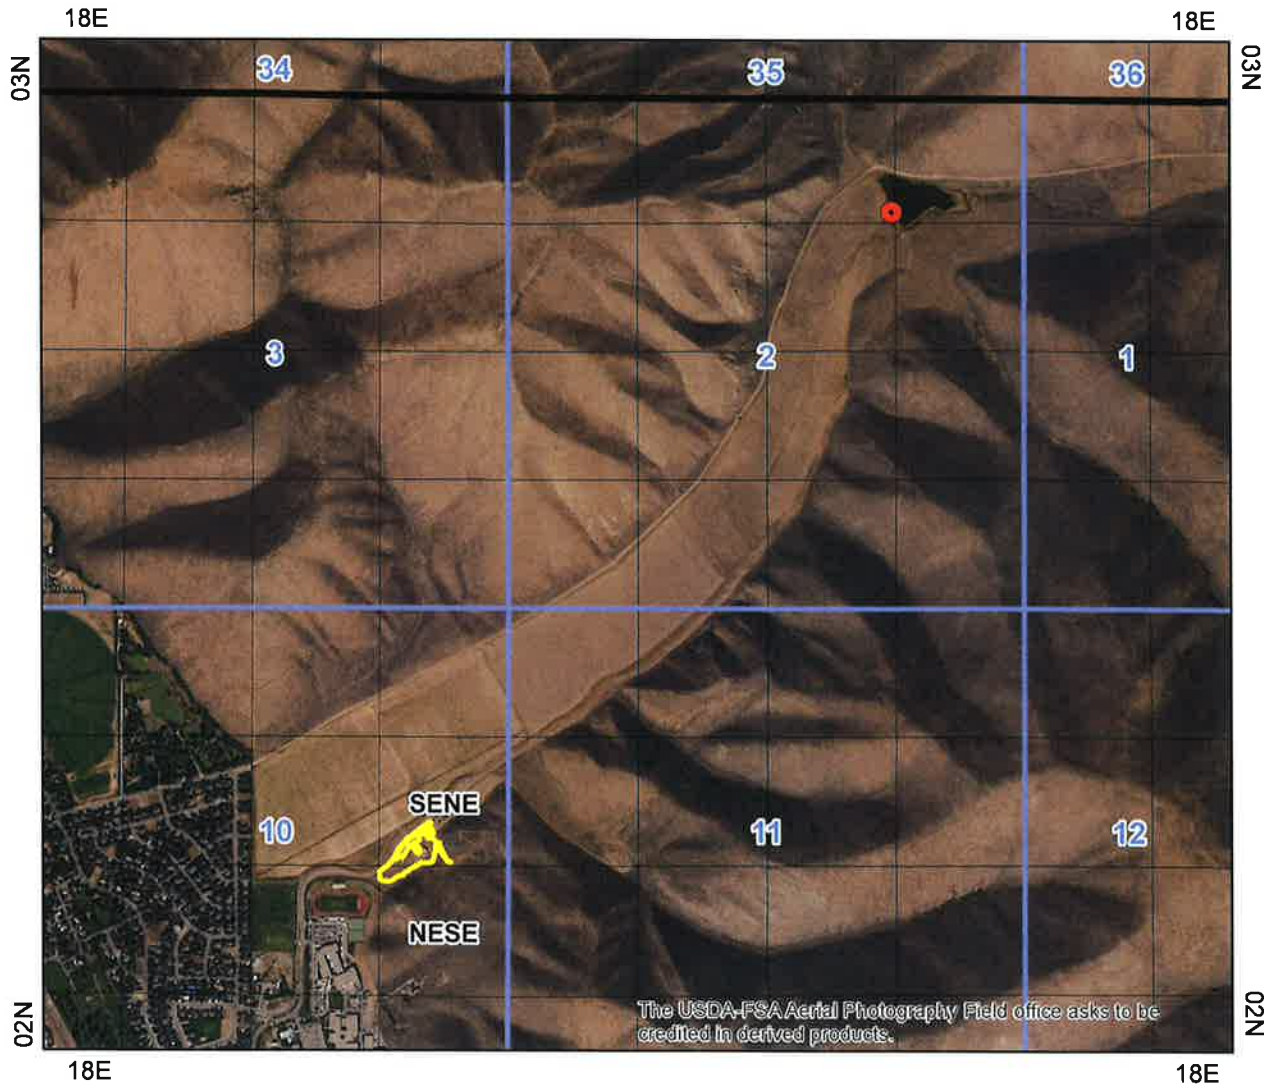 18E
18E
03N
34
35
36
03N
3
2
1
SENE
10
11
12
NESE
The USDA-FSA Aerial Photography Field office asks to be
credited in derived products.
02N
02N
18E
18E